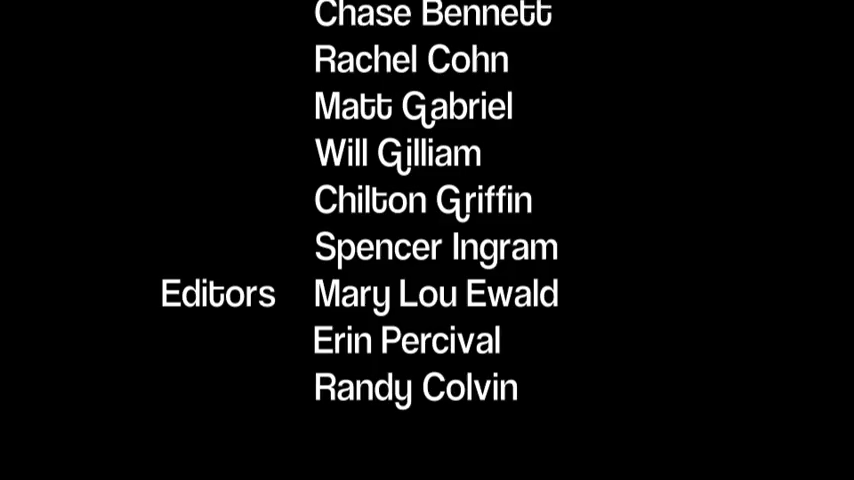 Chase Bennett
Rachel Cohn
Matt Gabriel
Will Gilliam
Chilton Griffin
Spencer Ingram
Editors Mary Lou Ewald
Erin Percival
Randy Colvin